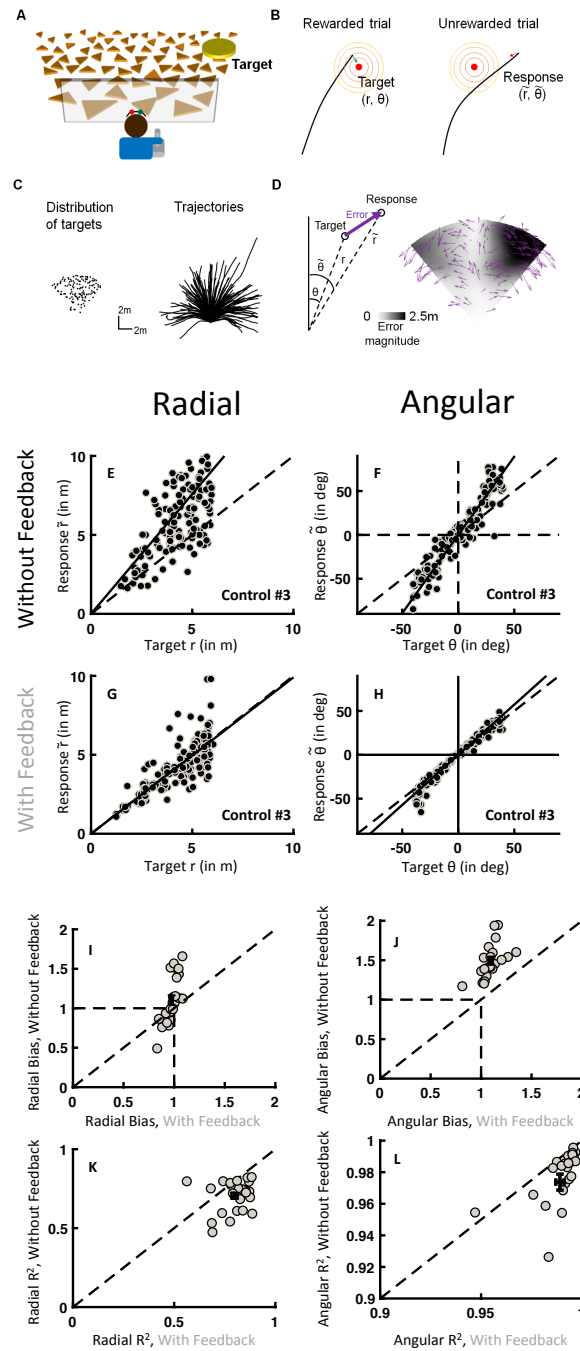 A
Target
B
Rewarded trial
Unrewarded trial
Target
(r, θ)
Response
(r̃, θ̃)
C
Distribution
of targets
Trajectories
2m
2m
D
Response
Target
Error
r̃
r
θ̃
θ
0
2.5m
Error
magnitude
Radial
Angular
Without Feedback
With Feedback
E
Response r̃ (in m)
10
5
0
0
5
10
Target r (in m)
Control #3
F
Response θ̃ (in deg)
50
0
-50
-50
0
50
Target θ (in deg)
Control #3
G
Response r̃ (in m)
10
5
0
0
5
10
Target r (in m)
Control #3
H
Response θ̃ (in deg)
50
0
-50
-50
0
50
Target θ (in deg)
Control #3
I
Radial Bias, Without Feedback
2
1.5
1
0.5
0
0
0.5
1
1.5
2
Radial Bias, With Feedback
J
Angular Bias, Without Feedback
2
1.5
1
0.5
0
0
0.5
1
1.5
2
Angular Bias, With Feedback
K
Radial R², Without Feedback
1
0.5
0
0
0.5
1
Radial R², With Feedback
L
Angular R², Without Feedback
1
0.98
0.96
0.94
0.92
0.9
0.9
0.95
1
Angular R², With Feedback